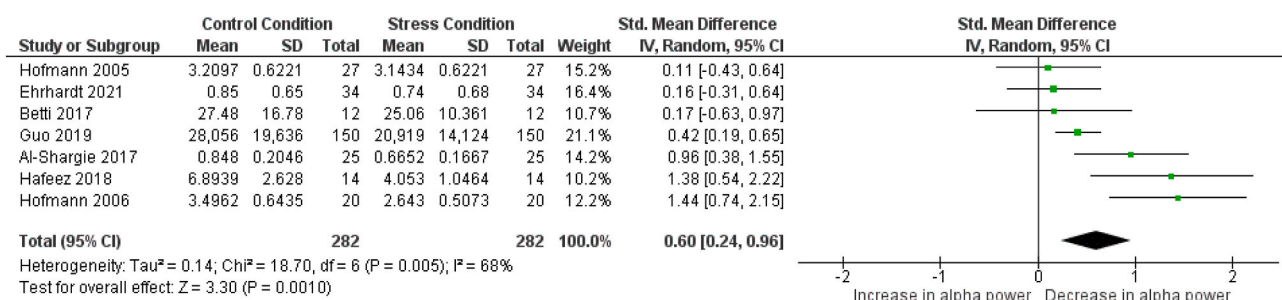 Control Condition Stress Condition Std. Mean Difference Std. Mean Difference
Study or Subgroup Mean SD Total Mean SD Total Weight IV, Random, 95% CI IV, Random, 95% CI
Hofmann 2005 3.2097 0.6221 27 3.1434 0.6221 27 15.2% 0.11 [-0.43, 0.64]
Ehrhardt 2021 0.85 0.65 34 0.74 0.68 34 16.4% 0.16 [-0.31, 0.64]
Betti 2017 27.48 16.78 12 25.06 10.361 12 10.7% 0.17 [-0.63, 0.97]
Guo 2019 28,056 19,636 150 20,919 14,124 150 21.1% 0.42 [0.19, 0.65]
Al-Shargie 2017 0.848 0.2046 25 0.6652 0.1667 25 14.2% 0.96 [0.38, 1.55]
Hafeez 2018 6.8939 2.628 14 4.053 1.0464 14 10.2% 1.38 [0.54, 2.22]
Hofmann 2006 3.4962 0.6435 20 2.643 0.5073 20 12.2% 1.44 [0.74, 2.15]
Total (95% CI) 282 282 100.0% 0.60 [0.24, 0.96]
Heterogeneity: Tau² = 0.14; Chi² = 18.70, df = 6 (P = 0.005); I² = 68%
Test for overall effect: Z = 3.30 (P = 0.0010)
-2 -1 0 1 2
Increase in alpha power Decrease in alpha power